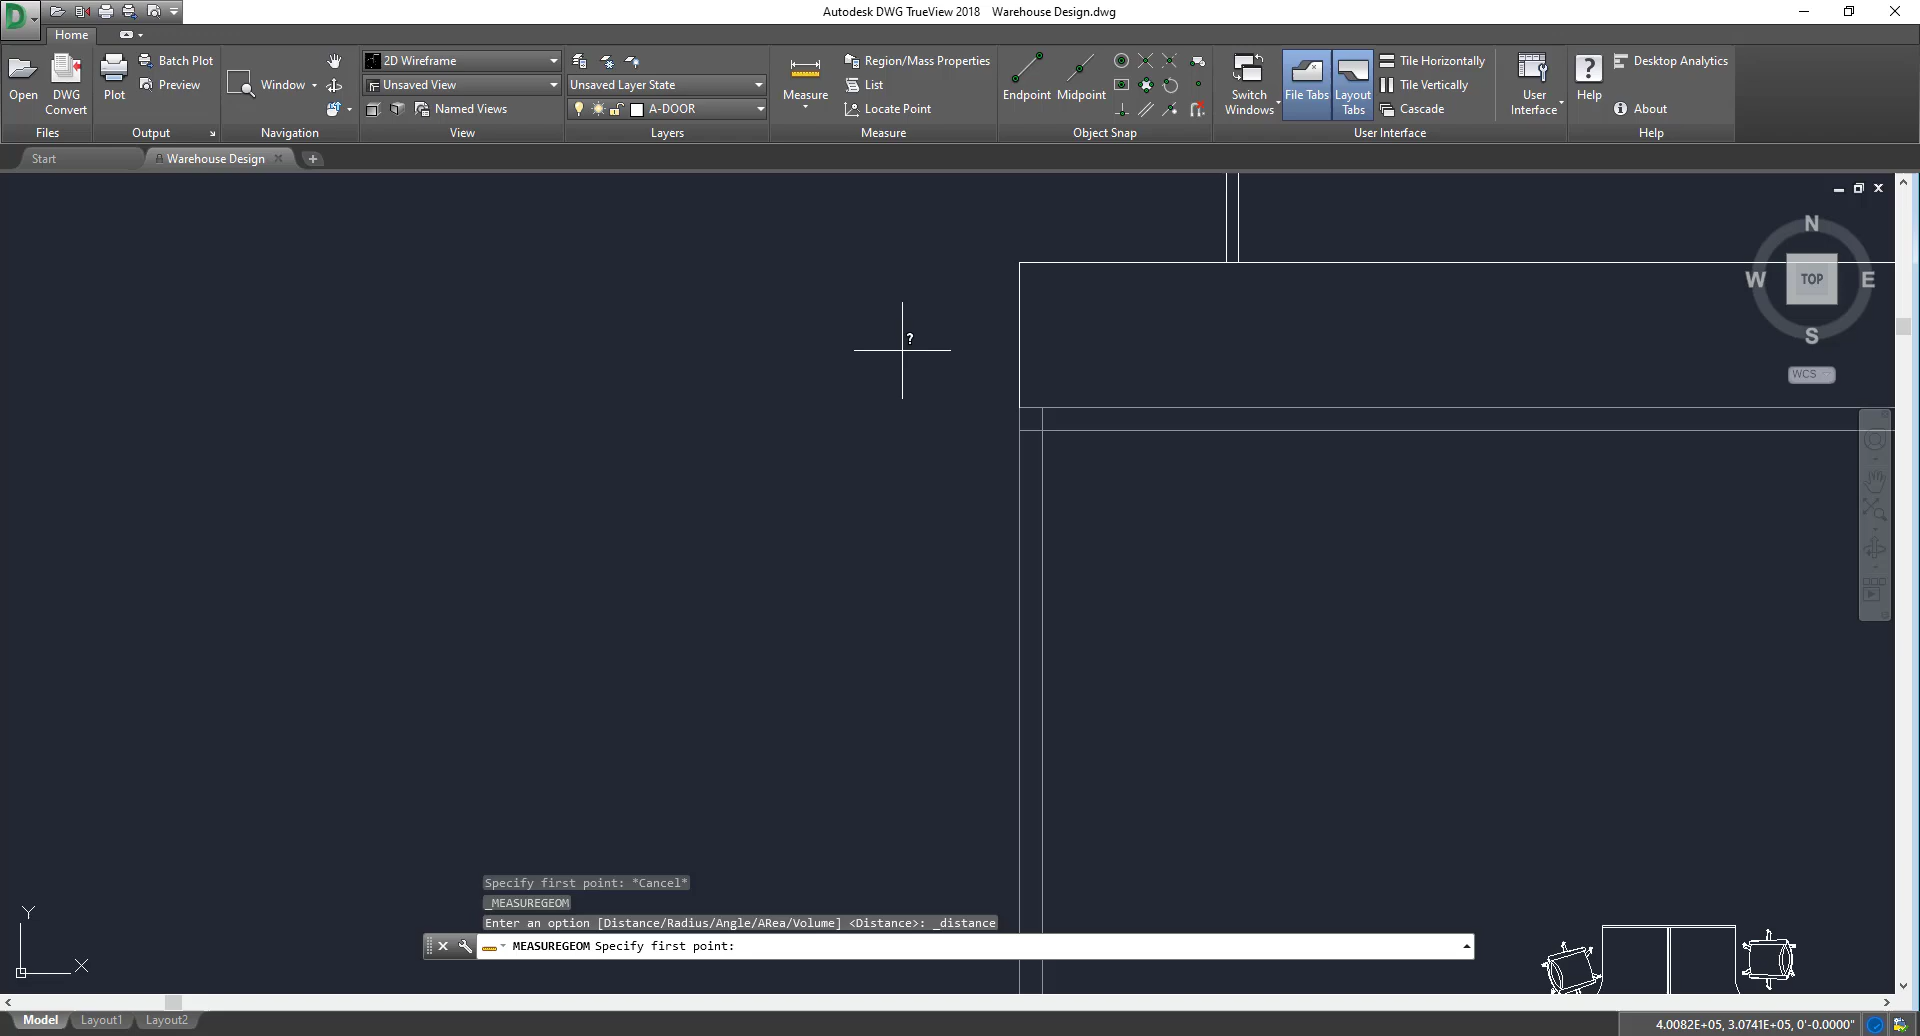 Autodesk DWG TrueView 2018 Warehouse Design.dwg
D
Home
Open
DWG Convert
Files
Plot
Batch Plot
Preview
Output
Window
Navigation
2D Wireframe
Unsaved View
Named Views
View
Unsaved Layer State
A-DOOR
Layers
Measure
Region/Mass Properties
List
Locate Point
Measure
Endpoint
Midpoint
Object Snap
Switch Windows
File Tabs
Layout Tabs
Tile Horizontally
Tile Vertically
Cascade
User Interface
User Interface
?
Help
Desktop Analytics
About
Help
Start
Warehouse Design
N
W
TOP
E
S
WCS
?
Specify first point: *Cancel*
_MEASUREGEOM
Enter an option [Distance/Radius/Angle/ARea/Volume] <Distance>: _distance
MEASUREGEOM Specify first point:
Y
X
Model
Layout1
Layout2
4.0082E+05, 3.0741E+05, 0'-0.0000"